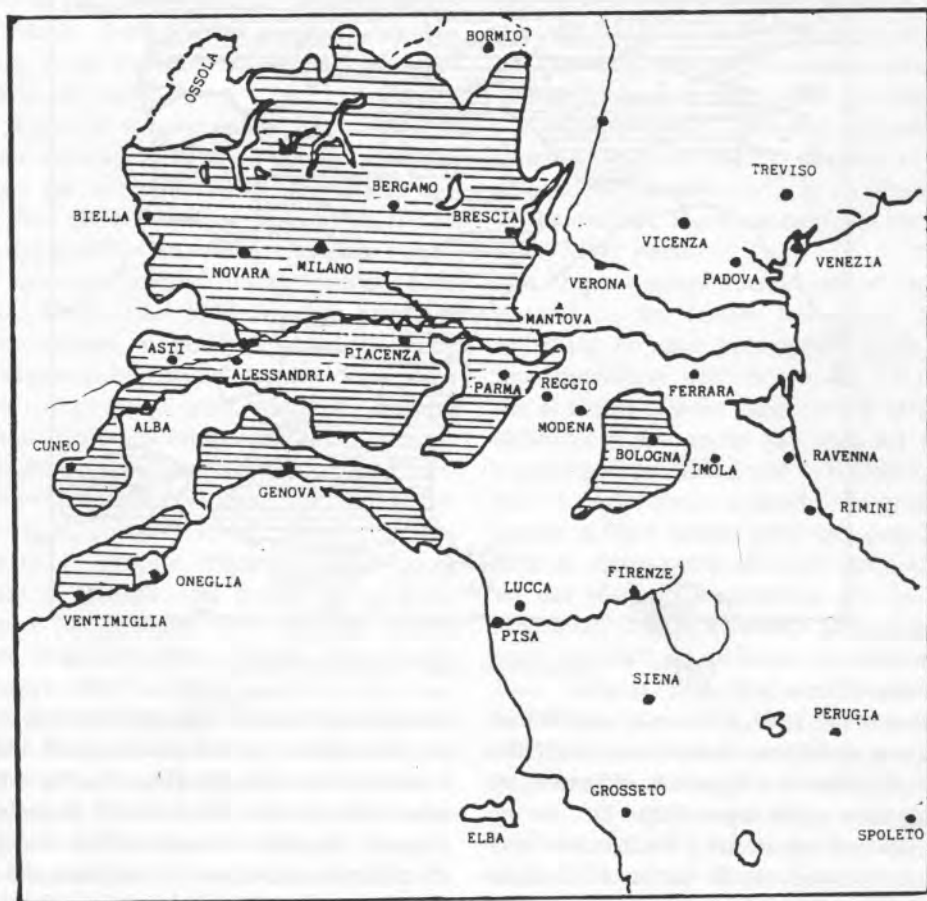 BORMIO
OSSOLA
TREVISO
BERGAMO
BIELLA
BRESCIA
VICENZA
VENEZIA
NOVARA
MILANO
PADOVA
VERONA
MANTOVA
ASTI
PIACENZA
ALESSANDRIA
PARMA
REGGIO
FERRARA
ALBA
MODENA
CUNEO
BOLOGNA
IMOLA
RAVENNA
GENOVA
RIMINI
ONEGLIA
LUCCA
FIRENZE
VENTIMIGLIA
PISA
SIENA
PERUGIA
GROSSETO
ELBA
SPOLETO